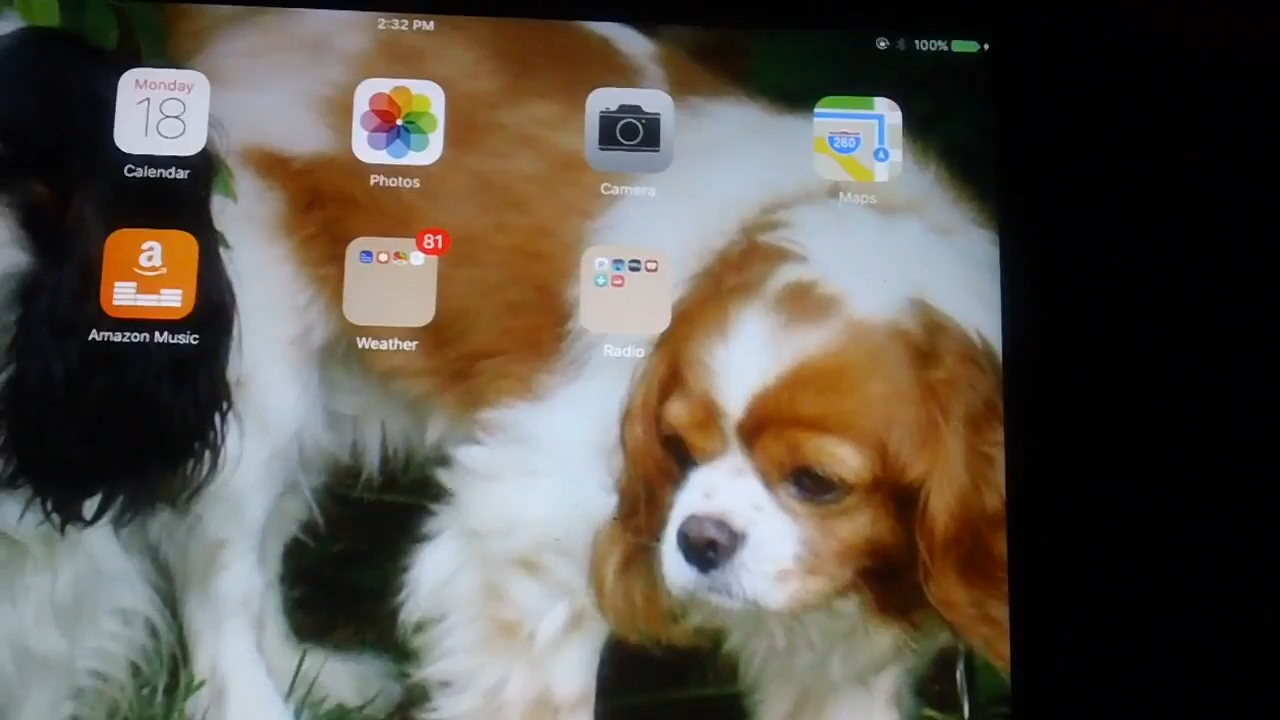 2:32 PM
100%
Monday
18
Calendar
Photos
Camera
280
Maps
a
Amazon Music
81
Weather
Radio